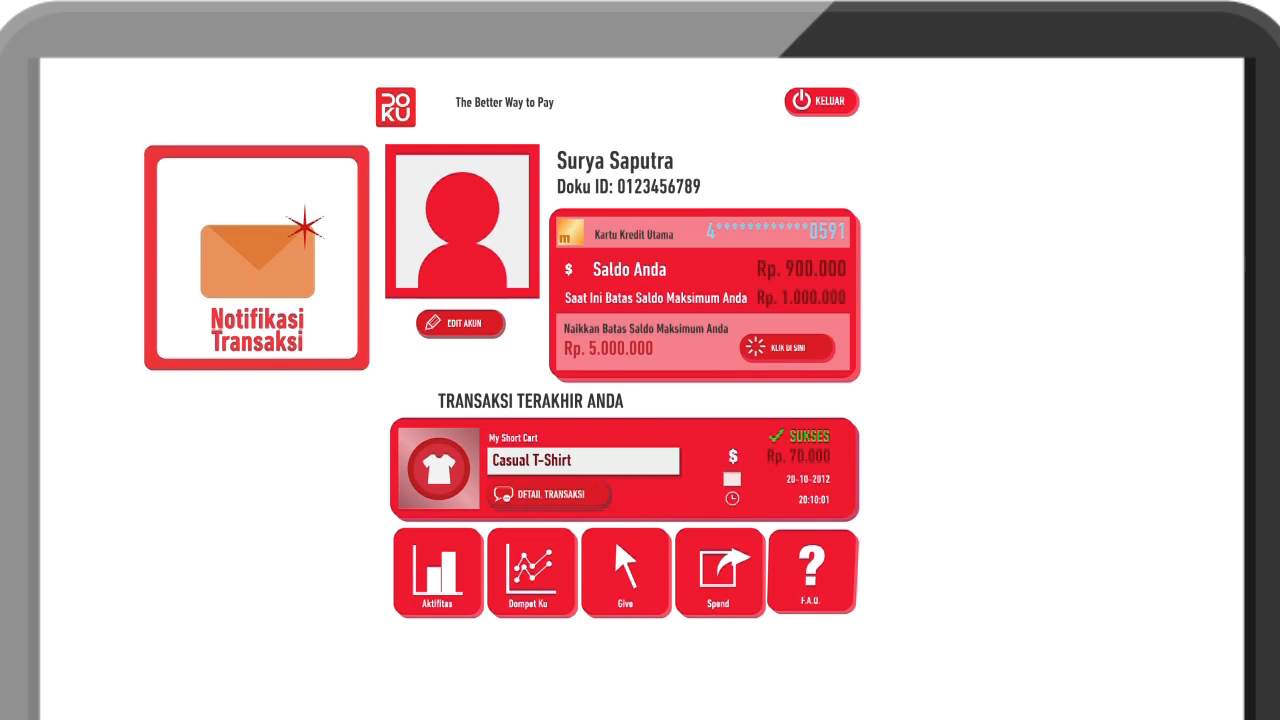 DOKU
The Better Way to Pay
KELUAR
Notifikasi
Transaksi
Surya Saputra
Doku ID: 0123456789
EDIT AKUN
m
Kartu Kredit Utama 4************0591
$ Saldo Anda Rp. 900.000
Saat Ini Batas Saldo Maksimum Anda Rp. 1.000.000
Naikkan Batas Saldo Maksimum Anda
Rp. 5.000.000
KLIK DI SINI
TRANSAKSI TERAKHIR ANDA
My Short Cart
Casual T-Shirt
DETAIL TRANSAKSI
SUKSES
$ Rp. 70.000
20-10-2012
20:10:01
Aktifitas
Dompet Ku
Give
Spend
?
F.A.Q.